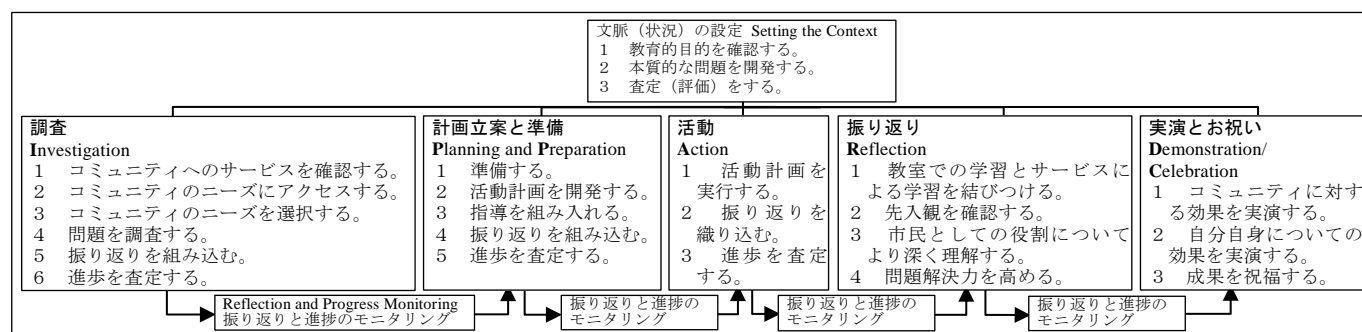 文脈（状況）の設定 Setting the Context
１　教育的目的を確認する。
２　本質的な問題を開発する。
３　査定（評価）をする。
調査
Investigation
１　コミュニティへのサービスを確認する。
２　コミュニティのニーズにアクセスする。
３　コミュニティのニーズを選択する。
４　問題を調査する。
５　振り返りを組み込む。
６　進歩を査定する。
計画立案と準備
Planning and Preparation
１　準備する。
２　活動計画を開発する。
３　指導を組み入れる。
４　振り返りを組み込む。
５　進歩を査定する。
活動
Action
１　活動計画を
実行する。
２　振り返りを
織り込む。
３　進歩を査定
する。
振り返り
Reflection
１　教室での学習とサービスに
よる学習を結びつける。
２　先入観を確認する。
３　市民としての役割について
より深く理解する。
４　問題解決力を高める。
実演とお祝い
Demonstration/
Celebration
１　コミュニティに対す
る効果を実演する。
２　自分自身についての
効果を実演する。
３　成果を祝福する。
Reflection and Progress Monitoring
振り返りと進捗のモニタリング
振り返りと進捗の
モニタリング
振り返りと進捗の
モニタリング
振り返りと進捗の
モニタリング